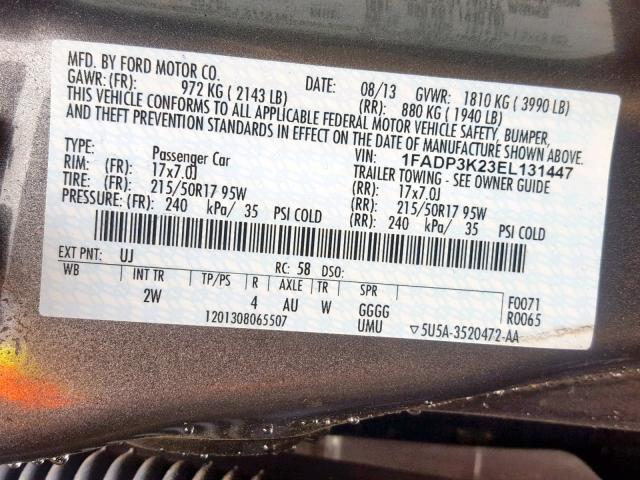 MFD. BY FORD MOTOR CO. DATE: 08/13 GVWR: 1810 KG ( 3990 LB)
GAWR: (FR): 972 KG ( 2143 LB) (RR): 880 KG ( 1940 LB)
THIS VEHICLE CONFORMS TO ALL APPLICABLE FEDERAL MOTOR VEHICLE SAFETY, BUMPER,
AND THEFT PREVENTION STANDARDS IN EFFECT ON THE DATE OF MANUFACTURE SHOWN ABOVE.
VIN: 1FADP3K23EL131447
TYPE: Passenger Car TRAILER TOWING - SEE OWNER GUIDE
RIM: (FR): 17x7.0J (RR): 17x7.0J
TIRE: (FR): 215/50R17 95W (RR): 215/50R17 95W
PRESSURE: (FR): 240 kPa/ 35 PSI COLD (RR): 240 kPa/ 35 PSI COLD
EXT PNT: UJ RC: 58 DSO:
WB INT TR TP/PS R AXLE TR SPR F0071
2W 4 AU W GGGG R0065
1201308065507 UMU ▽5U5A-3520472-AA